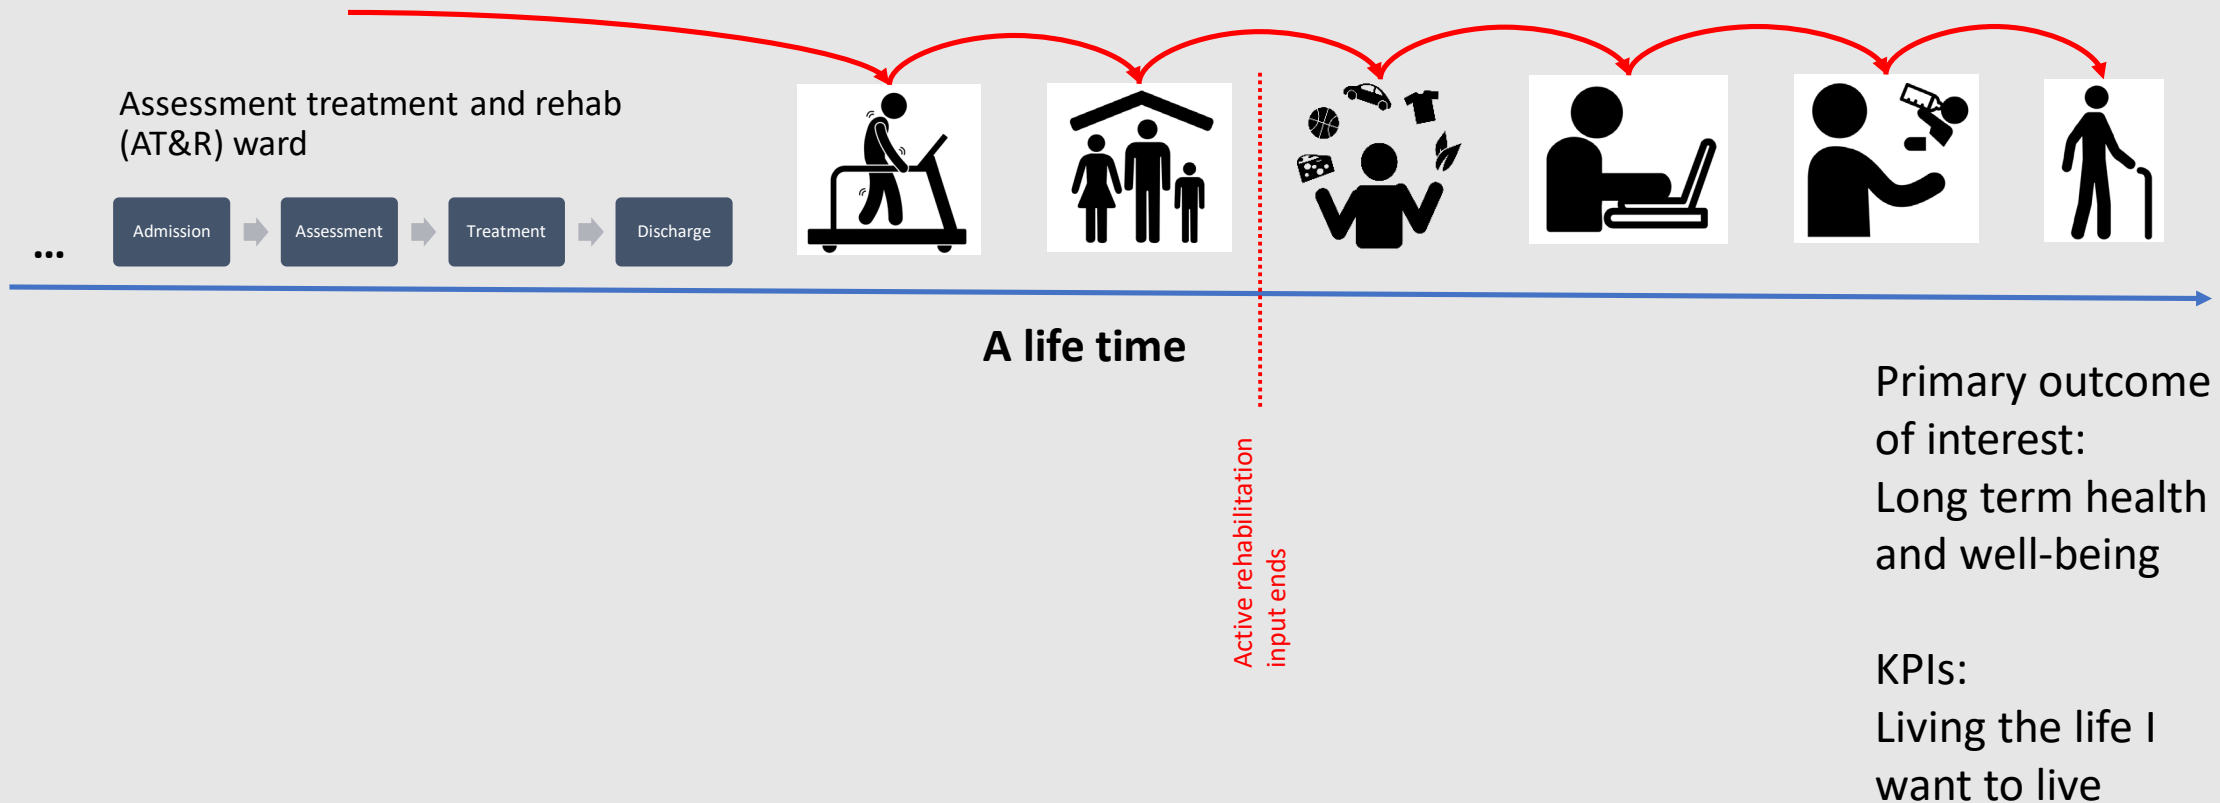 Assessment treatment and rehab
(AT&R) ward
...
Admission
Assessment
Treatment
Discharge
A life time
Active rehabilitation
input ends
Primary outcome
of interest:
Long term health
and well-being
KPIs:
Living the life I
want to live